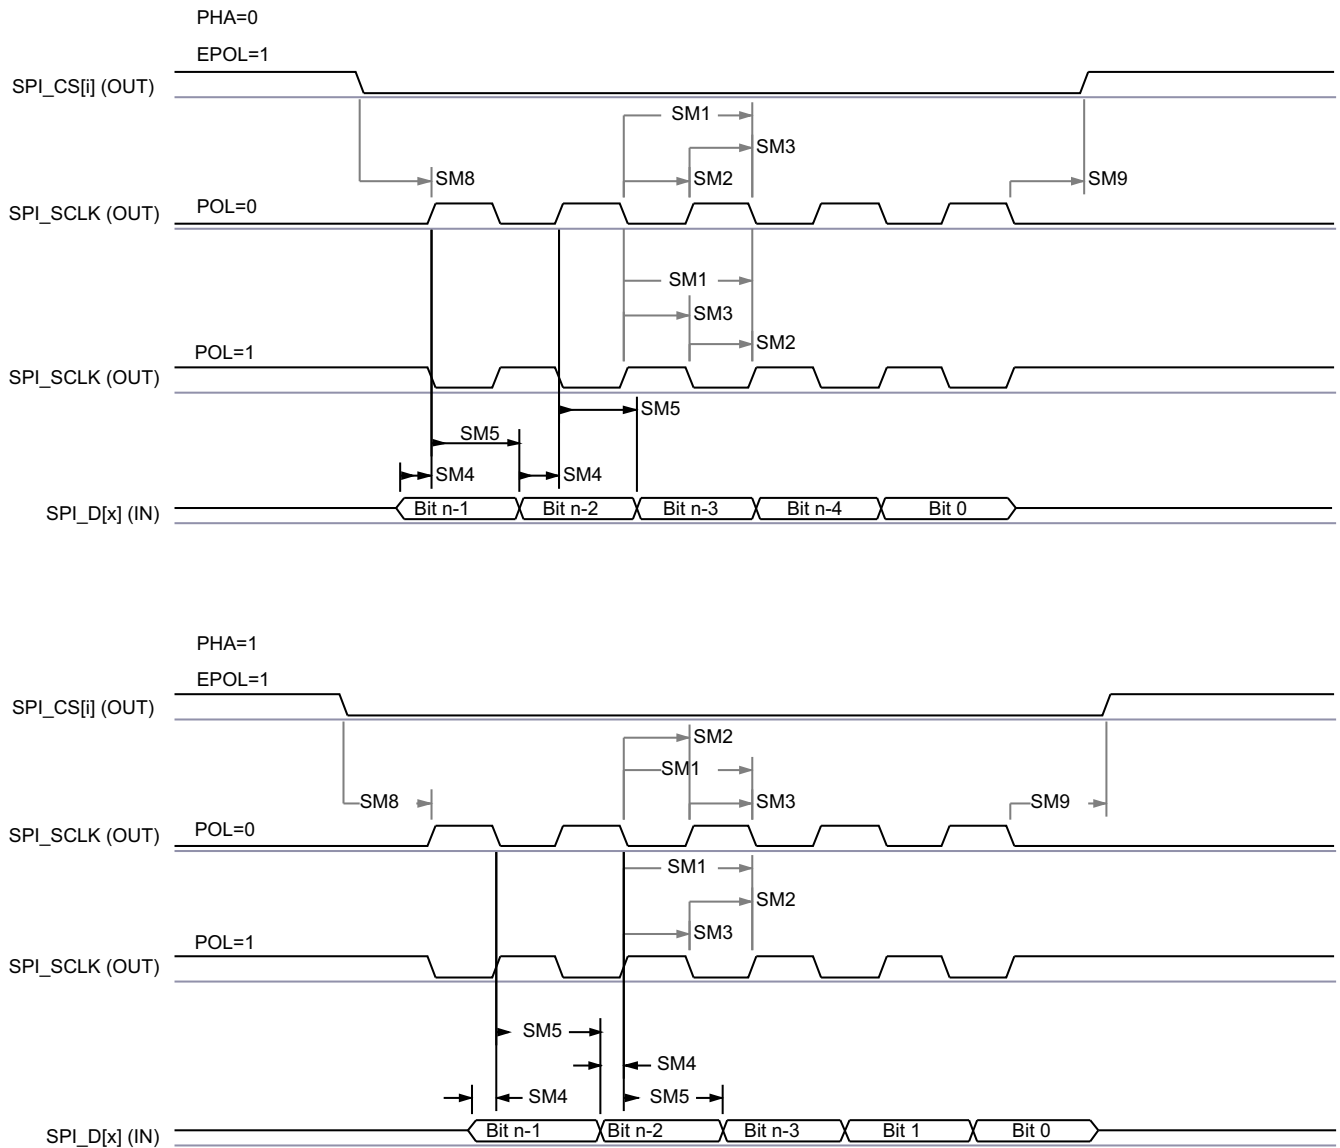 PHA=0
EPOL=1
SPI_CS[i] (OUT)
SM1
SM3
SM8
SM2
SM9
SPI_SCLK (OUT)
POL=0
SM1
SM3
SM2
POL=1
SPI_SCLK (OUT)
SM5
SM5
SM4
SM4
SPI_D[x] (IN)
Bit n-1
Bit n-2
Bit n-3
Bit n-4
Bit 0
PHA=1
EPOL=1
SPI_CS[i] (OUT)
SM2
SM1
SM8
SM3
SM9
SPI_SCLK (OUT)
POL=0
SM1
SM2
SM3
POL=1
SPI_SCLK (OUT)
SM5
SM4
SM4
SM5
SPI_D[x] (IN)
Bit n-1
Bit n-2
Bit n-3
Bit 1
Bit 0